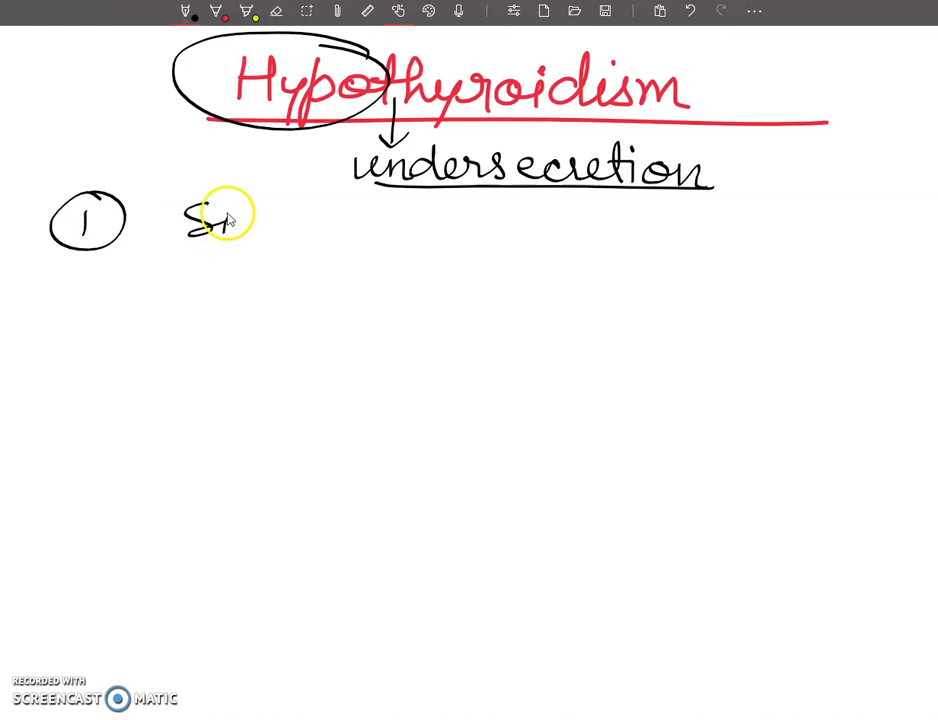 Hypothyroidism
undersecretion
1
RECORDED WITH
SCREENCAST MATIC